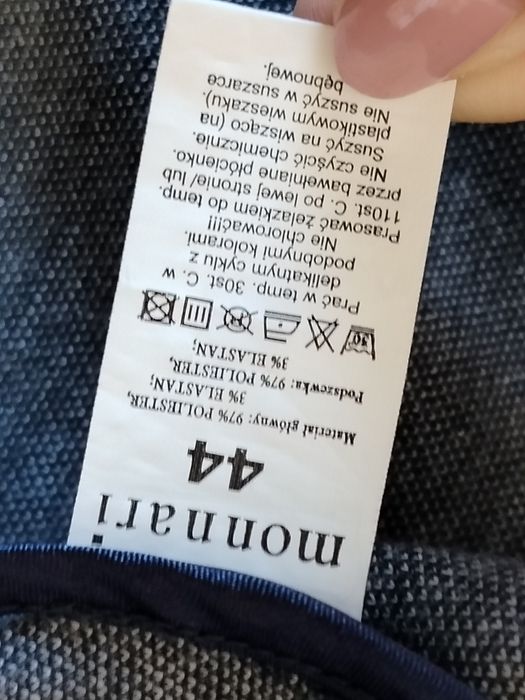 monnari
44
Materiał główny: 97% POLIESTER,
3% ELASTAN;
Podszewka: 97% POLIESTER,
3% ELASTAN;
30
Prać w temp. 30st. C. w
delikatnym cyklu z
podobnymi kolorami.
Nie chlorować!!!
Prasować żelazkiem do temp.
110st. C. po lewej stronie/ lub
przez bawełniane płócienko.
Nie czyścić chemicznie.
Suszyć na wisząco (na
plastikowym wieszaku).
Nie suszyć w suszarce
bębnowej.